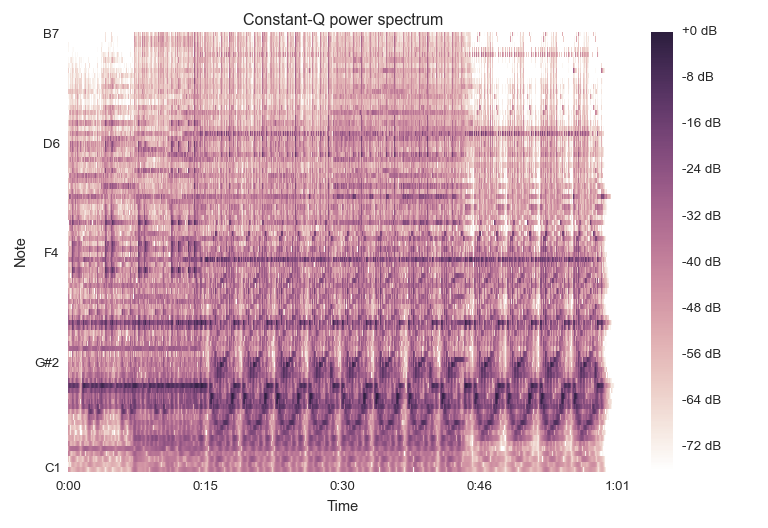 Constant-Q power spectrum
B7
D6
F4
G#2
C1
Note
0:00
0:15
0:30
0:46
1:01
Time
+0 dB
-8 dB
-16 dB
-24 dB
-32 dB
-40 dB
-48 dB
-56 dB
-64 dB
-72 dB